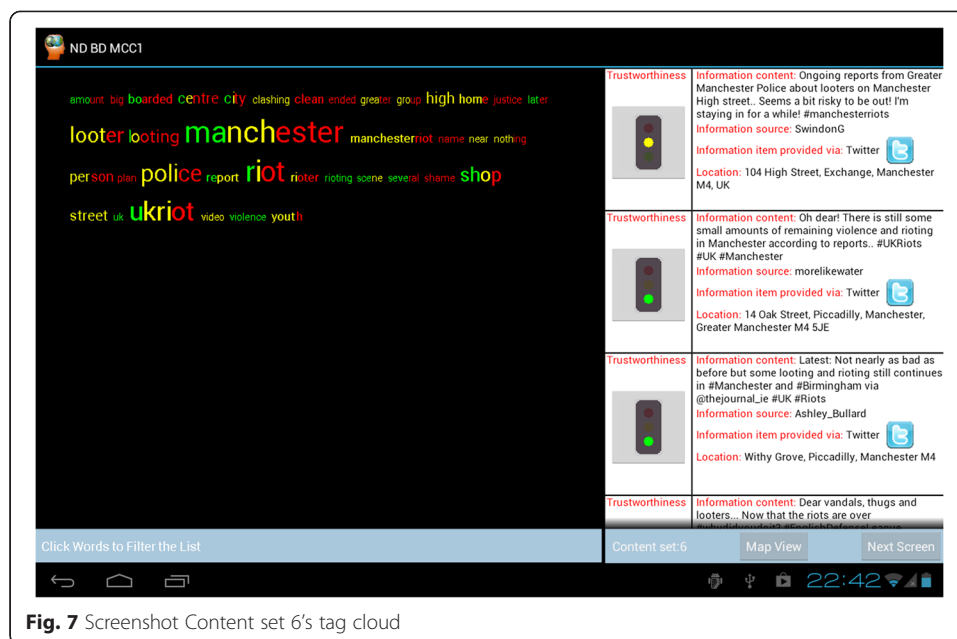 ND BD MCC1
amount big boarded centre city clashing clean ended greater group high home justice later
looter looting manchester manchesterriot name near nothing
person plan police report riot rioter rioting scene several shame shop
street uk ukriot video violence youth
Trustworthiness
Information content: Ongoing reports from Greater
Manchester Police about looters on Manchester
High street.. Seems a bit risky to be out! I'm
staying in for a while! #manchesterriots
Information source: SwindonG
Information item provided via: Twitter
Location: 104 High Street, Exchange, Manchester
M4, UK
Trustworthiness
Information content: Oh dear! There is still some
small amounts of remaining violence and rioting
in Manchester according to reports.. #UKRiots
#UK #Manchester
Information source: morelikewater
Information item provided via: Twitter
Location: 14 Oak Street, Piccadilly, Manchester,
Greater Manchester M4 5JE
Trustworthiness
Information content: Latest: Not nearly as bad as
before but some looting and rioting still continues
in #Manchester and #Birmingham via
@thejournal_ie #UK #Riots
Information source: Ashley_Bullard
Information item provided via: Twitter
Location: Withy Grove, Piccadilly, Manchester M4
Trustworthiness
Information content: Dear vandals, thugs and
looters... Now that the riots are over
#whydidyoudoit? #EnglishDefenseLeague
Click Words to Filter the List
Content set:6
Map View
Next Screen
22:42
Fig. 7 Screenshot Content set 6's tag cloud